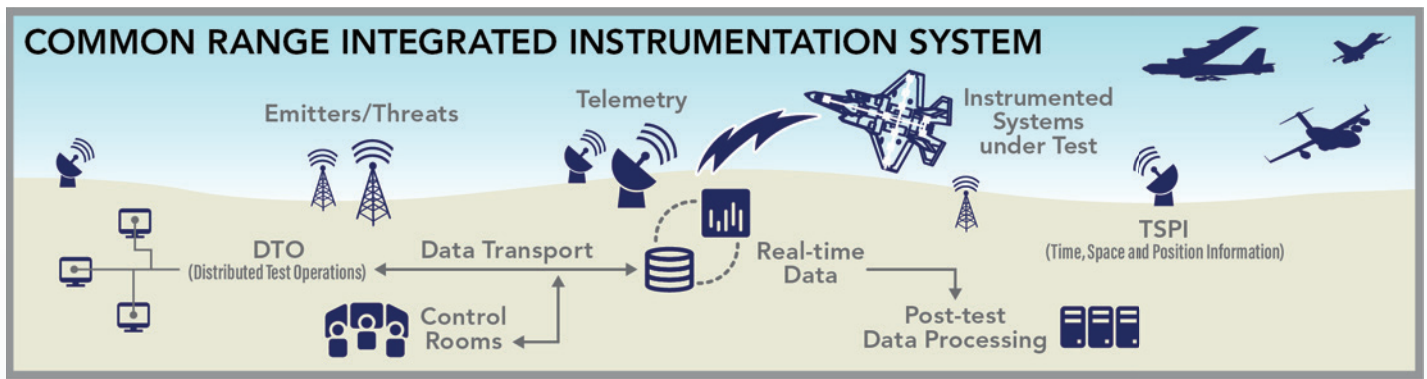 COMMON RANGE INTEGRATED INSTRUMENTATION SYSTEM
Emitters/Threats
Telemetry
Instrumented
Systems
under Test
DTO
(Distributed Test Operations)
Data Transport
Control
Rooms
Real-time
Data
TSPI
(Time, Space and Position Information)
Post-test
Data Processing